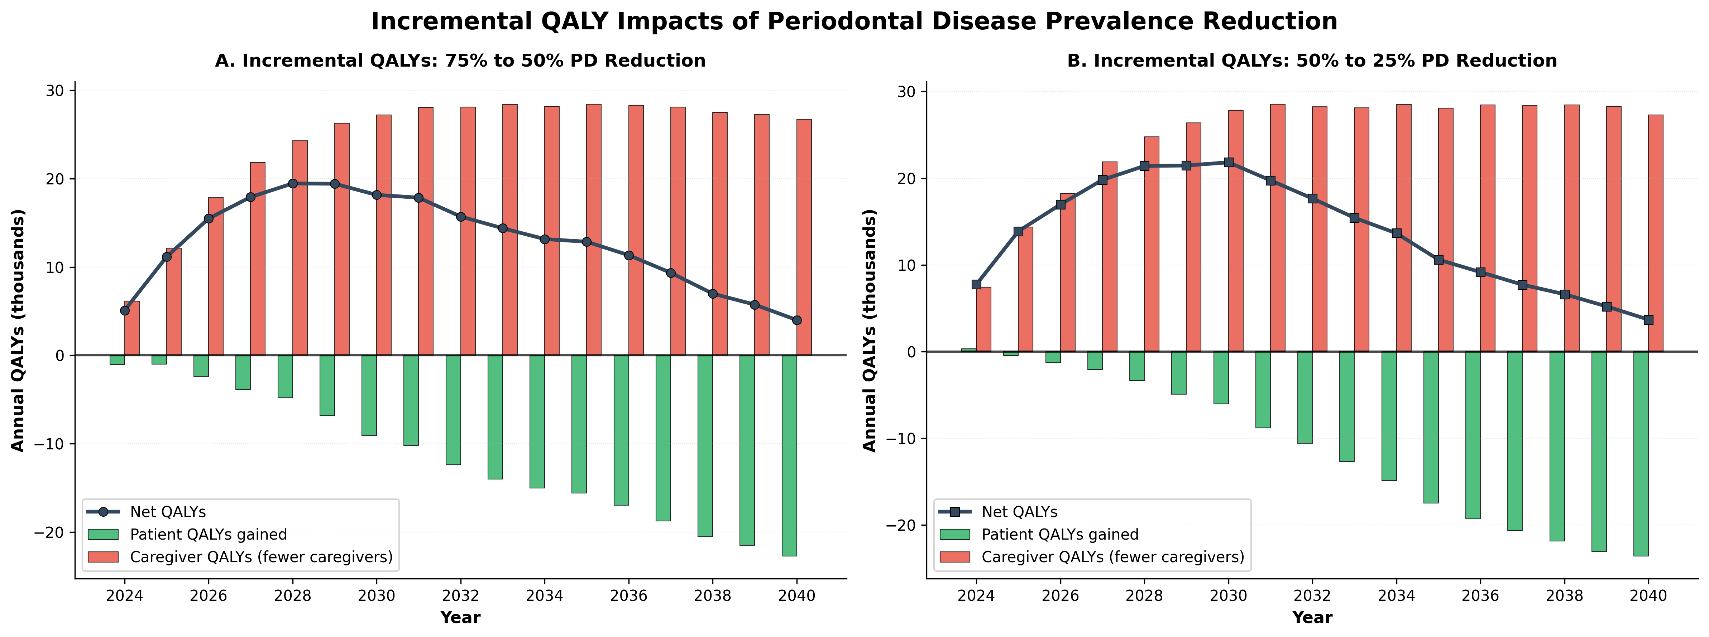 Incremental QALY Impacts of Periodontal Disease Prevalence Reduction
A. Incremental QALYs: 75% to 50% PD Reduction
Annual QALYs (thousands)
30
20
10
0
−10
−20
Net QALYs
Patient QALYs gained
Caregiver QALYs (fewer caregivers)
2024 2026 2028 2030 2032 2034 2036 2038 2040
Year
B. Incremental QALYs: 50% to 25% PD Reduction
Annual QALYs (thousands)
30
20
10
0
−10
−20
Net QALYs
Patient QALYs gained
Caregiver QALYs (fewer caregivers)
2024 2026 2028 2030 2032 2034 2036 2038 2040
Year